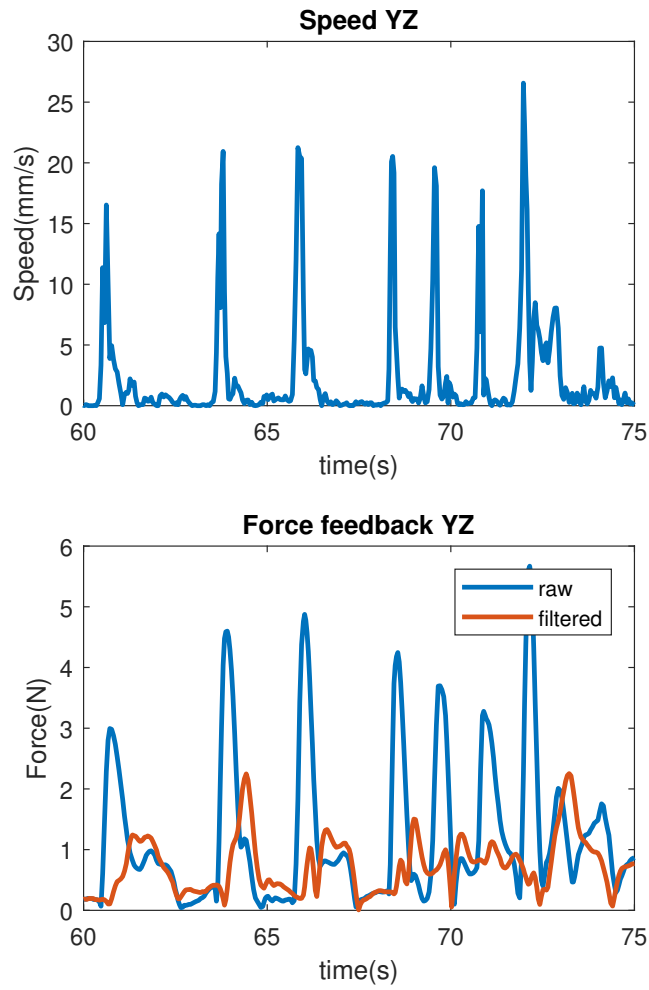 Speed YZ
30
25
20
15
10
5
0
Speed(mm/s)
60 65 70 75
time(s)
Force feedback YZ
6
5
4
3
2
1
0
Force(N)
raw
filtered
60 65 70 75
time(s)